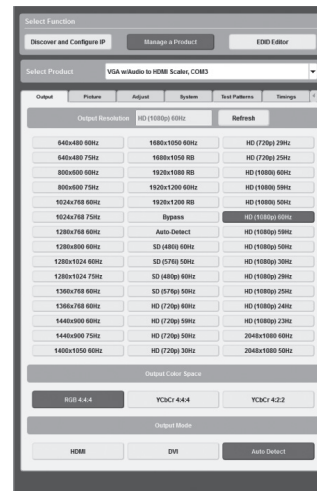 Select Function
Discover and Configure IP Manage a Product EDID Editor
Select Product VGA w/Audio to HDMI Scaler, COM3
Output Picture Adjust System Test Patterns Timings
Output Resolution HD (1080p) 60Hz Refresh
640x480 60Hz 1680x1050 60Hz HD (720p) 29Hz
640x480 75Hz 1680x1050 RB HD (720p) 25Hz
800x600 60Hz 1920x1080 RB HD (1080i) 60Hz
800x600 75Hz 1920x1200 60Hz HD (1080i) 59Hz
1024x768 60Hz 1920x1200 RB HD (1080i) 50Hz
1024x768 75Hz Bypass HD (1080p) 60Hz
1280x768 60Hz Auto-Detect HD (1080p) 59Hz
1280x800 60Hz SD (480i) 60Hz HD (1080p) 50Hz
1280x1024 60Hz SD (576i) 50Hz HD (1080p) 30Hz
1280x1024 75Hz SD (480p) 60Hz HD (1080p) 29Hz
1360x768 60Hz SD (576p) 50Hz HD (1080p) 25Hz
1366x768 60Hz HD (720p) 60Hz HD (1080p) 24Hz
1440x900 60Hz HD (720p) 59Hz HD (1080p) 23Hz
1440x900 75Hz HD (720p) 50Hz 2048x1080 60Hz
1400x1050 60Hz HD (720p) 30Hz 2048x1080 50Hz
Output Color Space
RGB 4:4:4 YCbCr 4:4:4 YCbCr 4:2:2
Output Mode
HDMI DVI Auto Detect